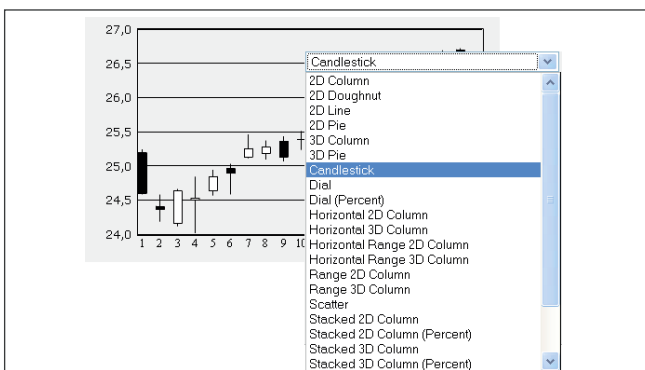 27,0
26,5
26,0
25,5
25,0
24,5
24,0
1 2 3 4 5 6 7 8 9 10
Candlestick
2D Column
2D Doughnut
2D Line
2D Pie
3D Column
3D Pie
Candlestick
Dial
Dial (Percent)
Horizontal 2D Column
Horizontal 3D Column
Horizontal Range 2D Column
Horizontal Range 3D Column
Range 2D Column
Range 3D Column
Scatter
Stacked 2D Column
Stacked 2D Column (Percent)
Stacked 3D Column
Stacked 3D Column (Percent)